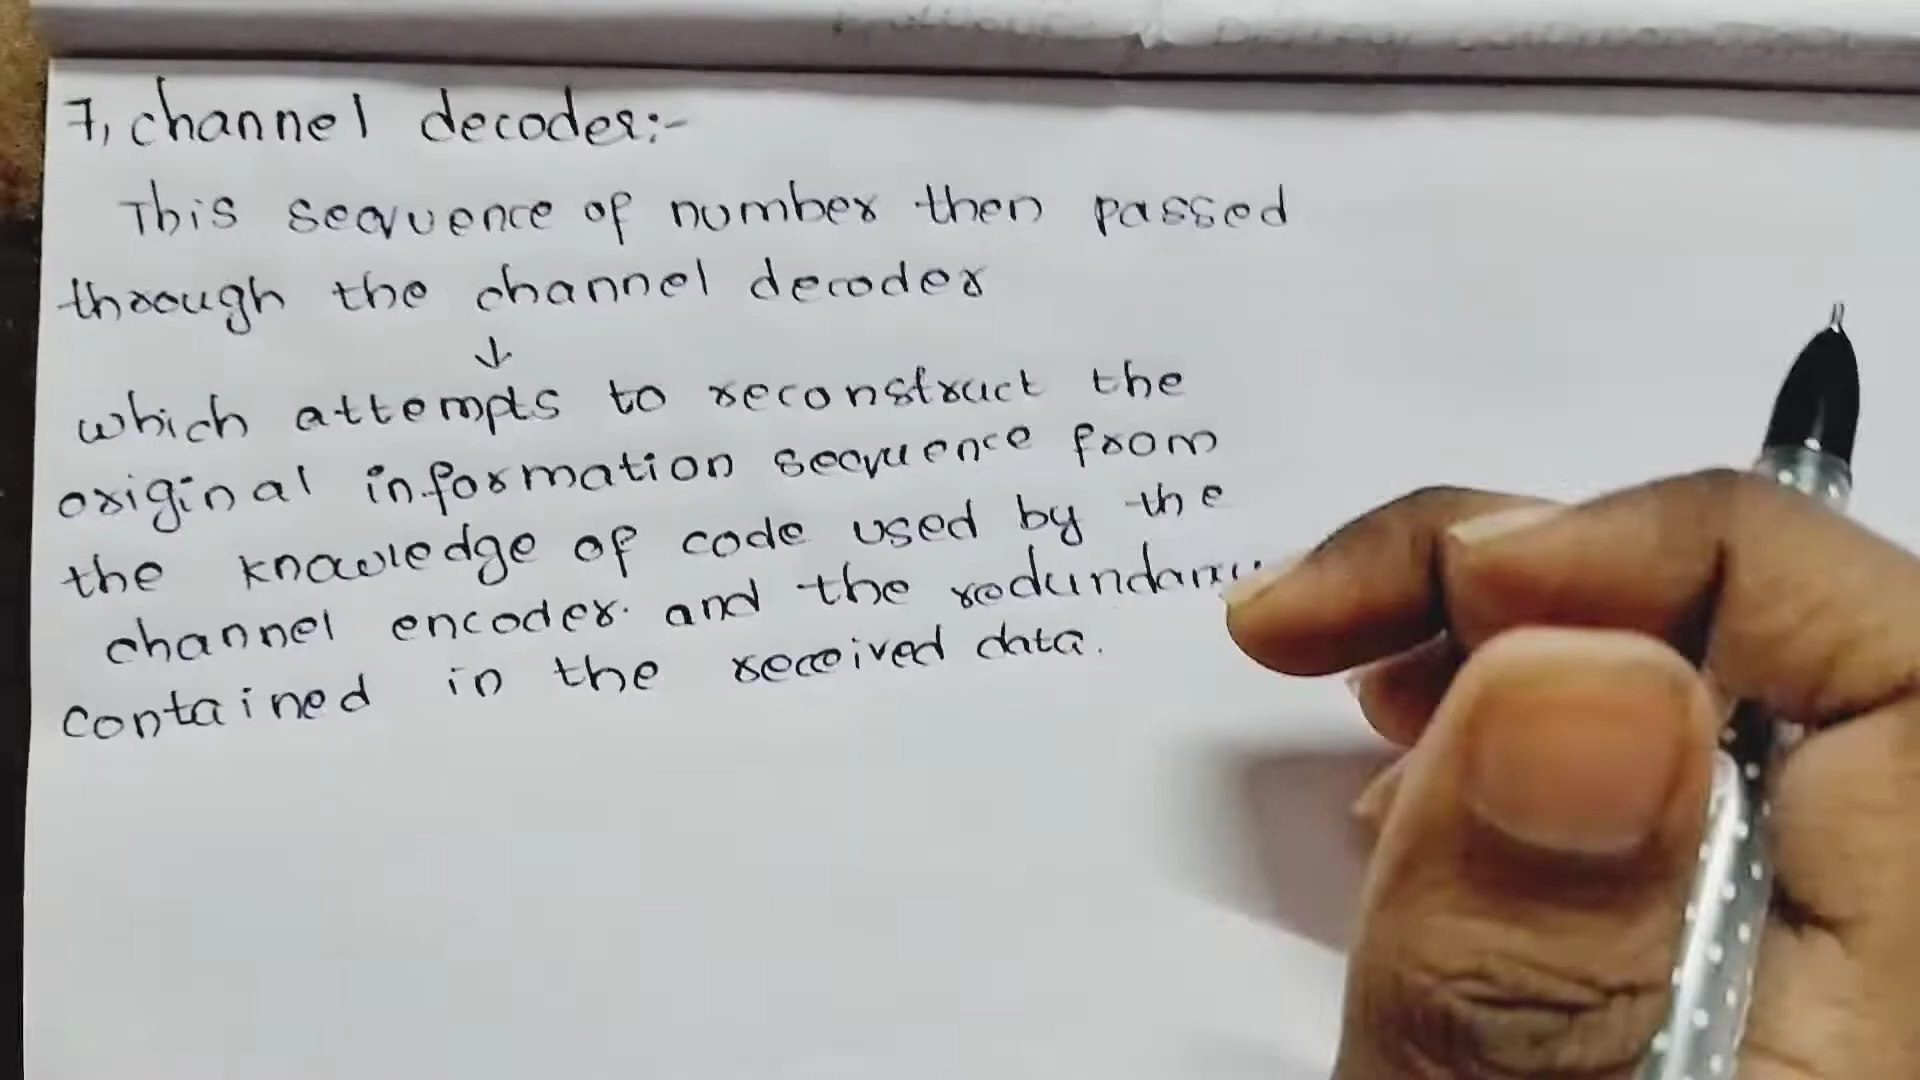 7, channel decoder:-
This sequence of number then passed
through the channel decoder
↓
which attempts to reconstruct the
original information sequence from
the knowledge of code used by the
channel encoder. and the redundancy
contained in the received data.